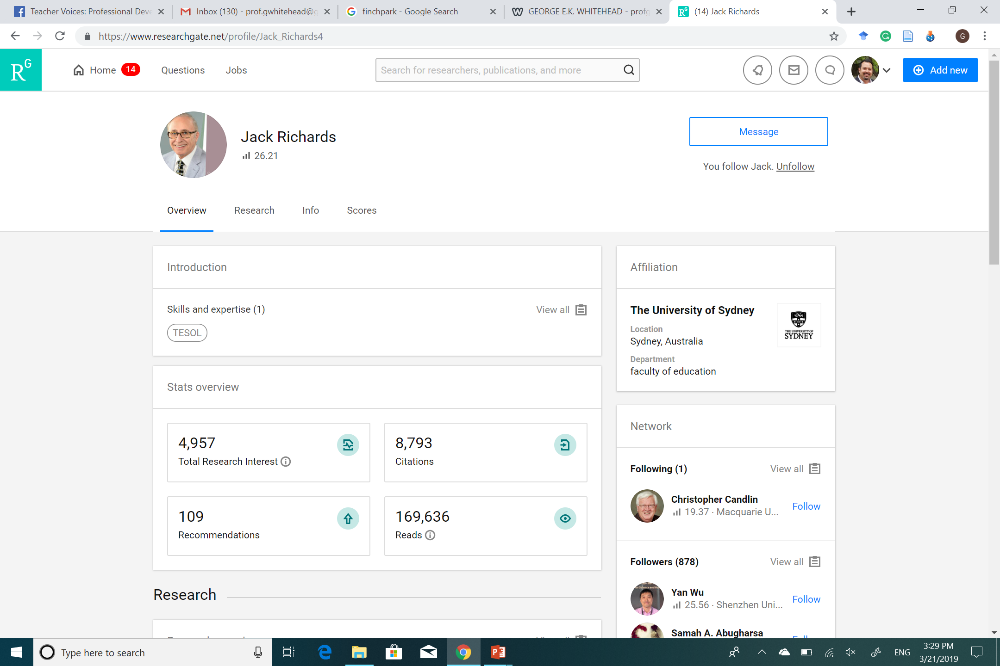 Teacher Voices: Professional Deve
Inbox (130) - prof.gwhitehead@g
finchpark - Google Search
GEORGE E.K. WHITEHEAD - profg
(14) Jack Richards
https://www.researchgate.net/profile/Jack_Richards4
G
RG
Home 14
Questions
Jobs
Search for researchers, publications, and more
Add new
Jack Richards
26.21
Message
You follow Jack. Unfollow
Overview
Research
Info
Scores
Introduction
Skills and expertise (1)
View all
TESOL
Stats overview
4,957
Total Research Interest
8,793
Citations
109
Recommendations
169,636
Reads
Research
Affiliation
The University of Sydney
Location
Sydney, Australia
Department
faculty of education
THE UNIVERSITY OF
SYDNEY
Network
Following (1)
View all
Christopher Candlin
19.37 · Macquarie U...
Follow
Followers (878)
View all
Yan Wu
25.56 · Shenzhen Uni...
Follow
Samah A. Abugharsa
Type here to search
ENG
3:29 PM
3/21/2019